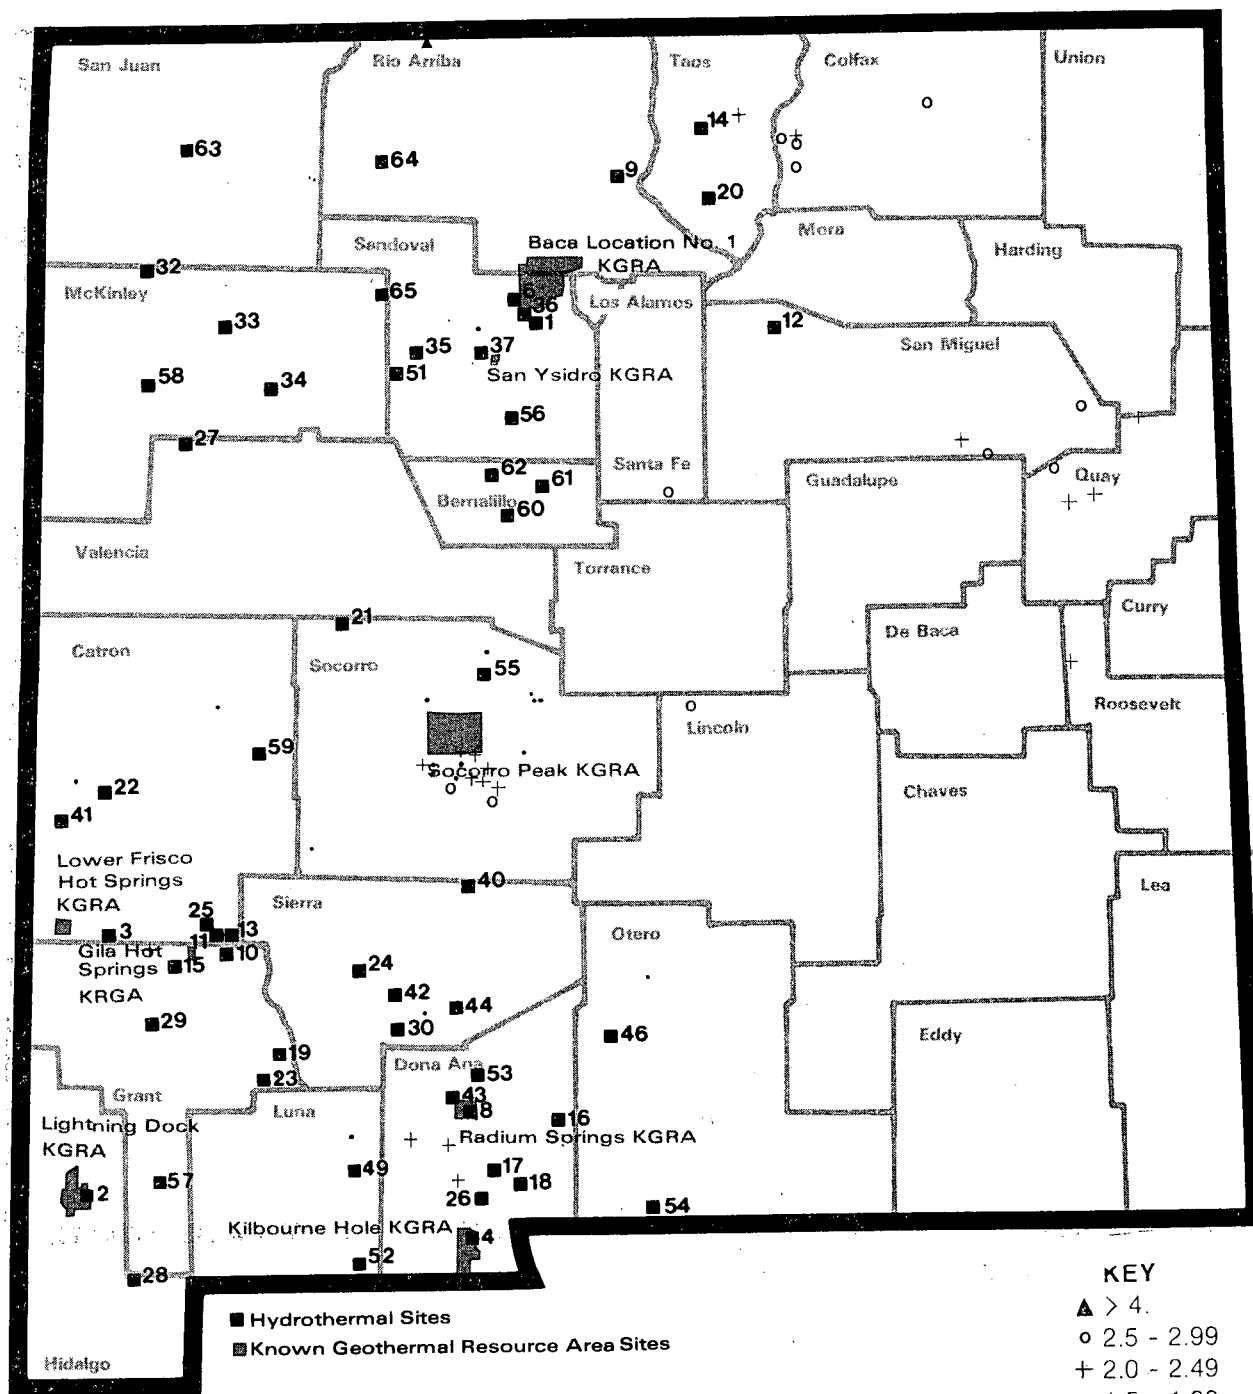 San Juan
Rio Arriba
Taos
Colfax
Union
63
64
9
14
20
Baca Location No. 1
KGRA
Sandoval
Mora
Harding
32
McKinley
65
6
36
1
Los Alamos
12
San Miguel
33
35
37
58
34
51
San Ysidro KGRA
56
27
62
61
60
Bernalillo
Santa Fe
Guadalupe
Quay
Valencia
Torrance
21
De Baca
Curry
Catron
Socorro
55
Roosevelt
Lincoln
59
Socorro Peak KGRA
22
41
Chaves
Lower Frisco
Hot Springs
KGRA
40
Lea
Sierra
25
3
11
13
10
Gila Hot
Springs
KRGA
15
Otero
24
42
44
30
29
46
Eddy
19
23
Dona Ana
53
43
8
16
Grant
Luna
Lightning Dock
KGRA
Radium Springs KGRA
2
57
49
17
18
26
54
Kilbourne Hole KGRA
4
52
28
Hidalgo
Hydrothermal Sites
Known Geothermal Resource Area Sites
KEY
> 4.
2.5 - 2.99
2.0 - 2.49